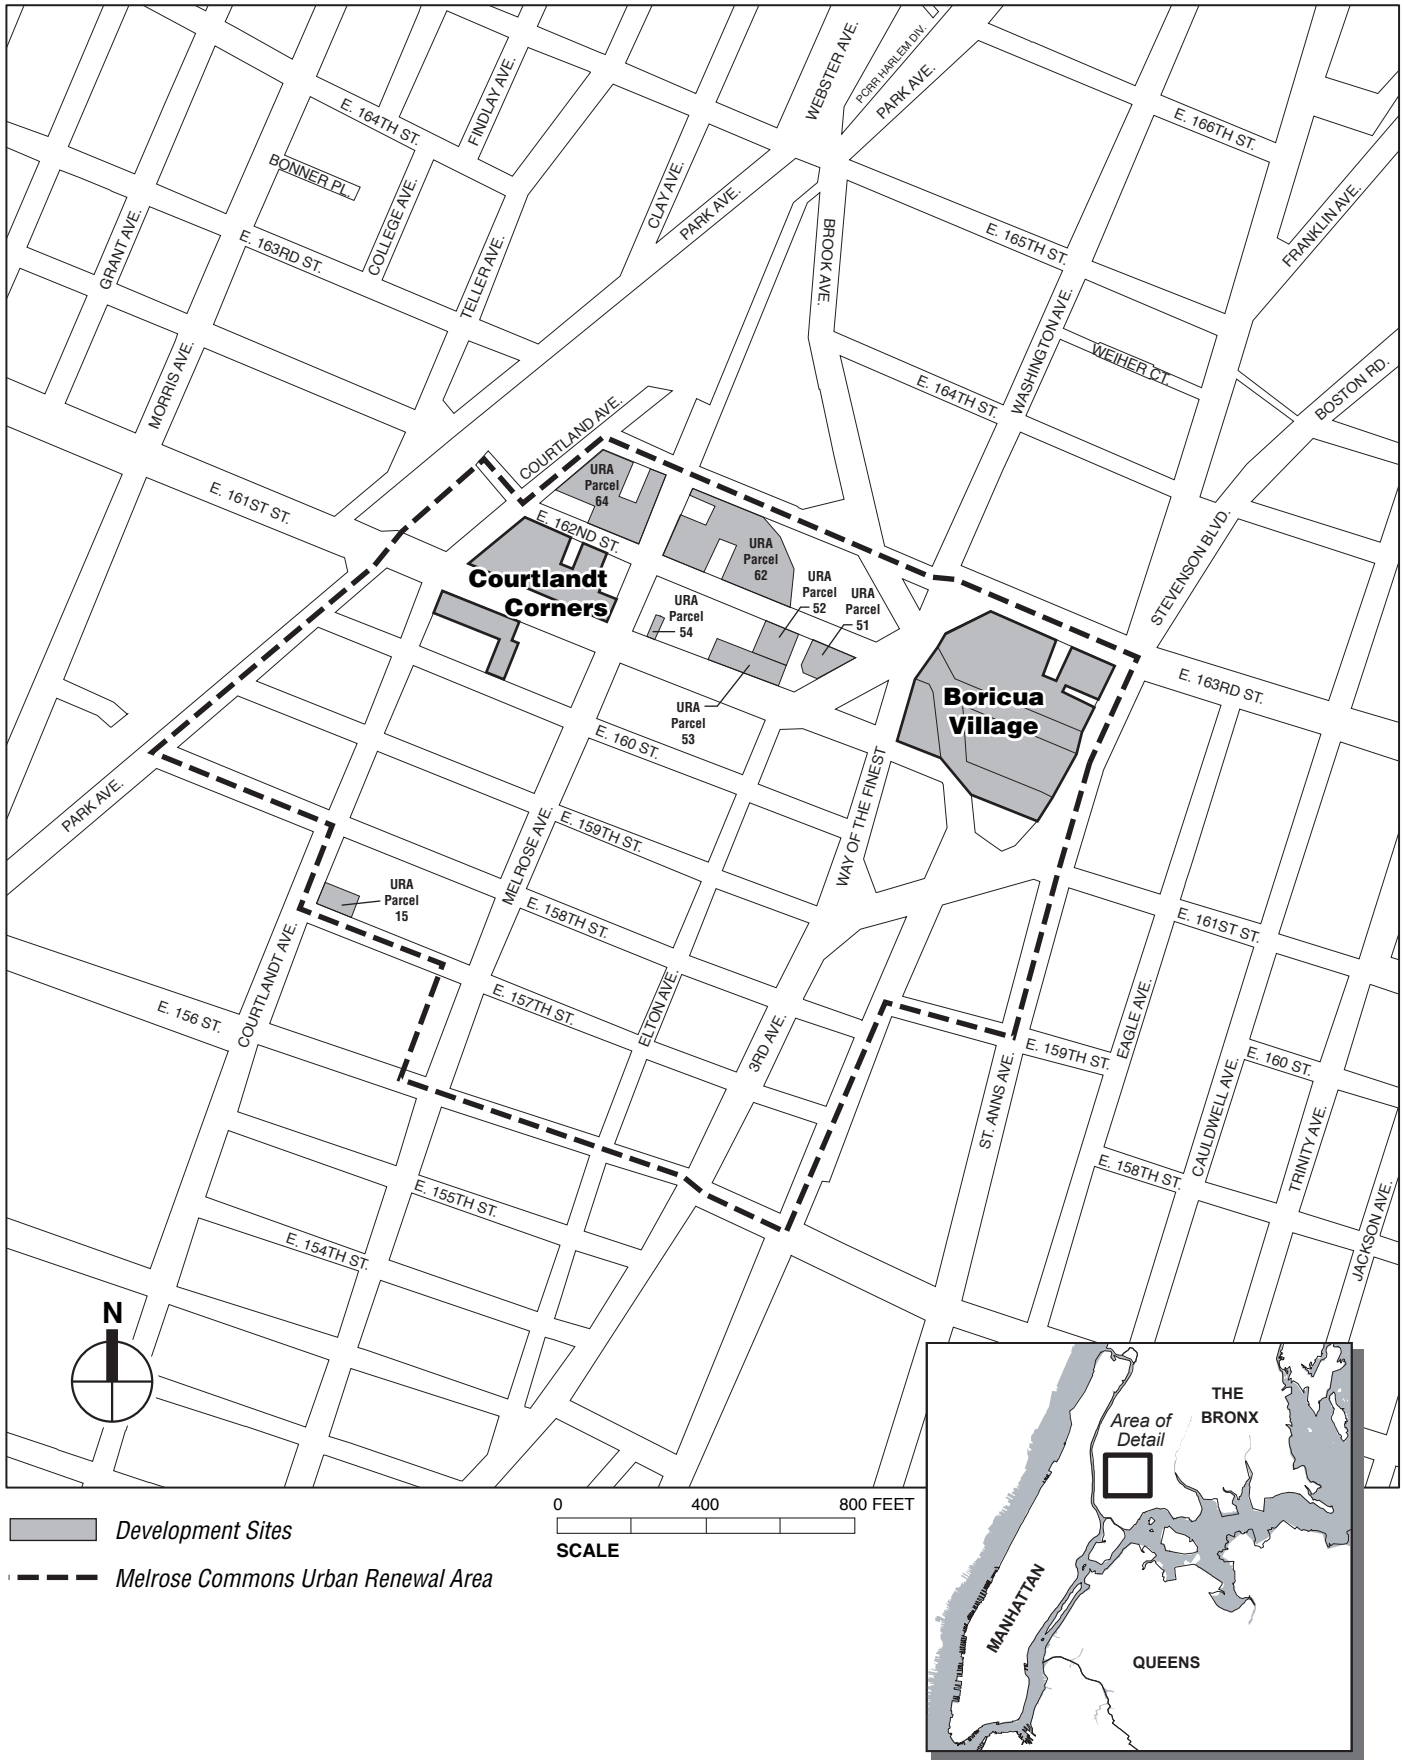 WEBSTER AVE.
PCRR HARLEM DIV.
PARK AVE.
FINDLAY AVE.
E. 164TH ST.
E. 166TH ST.
BONNER PL.
CLAY AVE.
PARK AVE.
COLLEGE AVE.
GRANT AVE.
E. 163RD ST.
TELLER AVE.
BROOK AVE.
E. 165TH ST.
FRANKLIN AVE.
WASHINGTON AVE.
WEIHER CT.
MORRIS AVE.
E. 164TH ST.
BOSTON RD.
COURTLAND AVE.
E. 161ST ST.
URA
Parcel
64
E. 162ND ST.
URA
Parcel
62
STEVENSON BLVD.
Courtlandt
Corners
URA
Parcel
52
URA
Parcel
51
URA
Parcel
54
Boricua
Village
E. 163RD ST.
URA
Parcel
53
E. 160 ST.
WAY OF THE FINEST
PARK AVE.
E. 159TH ST.
MELROSE AVE.
URA
Parcel
15
E. 158TH ST.
E. 161ST ST.
COURTLANDT AVE.
E. 156 ST.
E. 157TH ST.
ELTON AVE.
3RD AVE.
EAGLE AVE.
E. 159TH ST.
E. 160 ST.
ST. ANNS AVE.
CAULDWELL AVE.
TRINITY AVE.
E. 158TH ST.
E. 155TH ST.
JACKSON AVE.
E. 154TH ST.
N
THE
BRONX
Area of
Detail
MANHATTAN
QUEENS
Development Sites
Melrose Commons Urban Renewal Area
0 400 800 FEET
SCALE